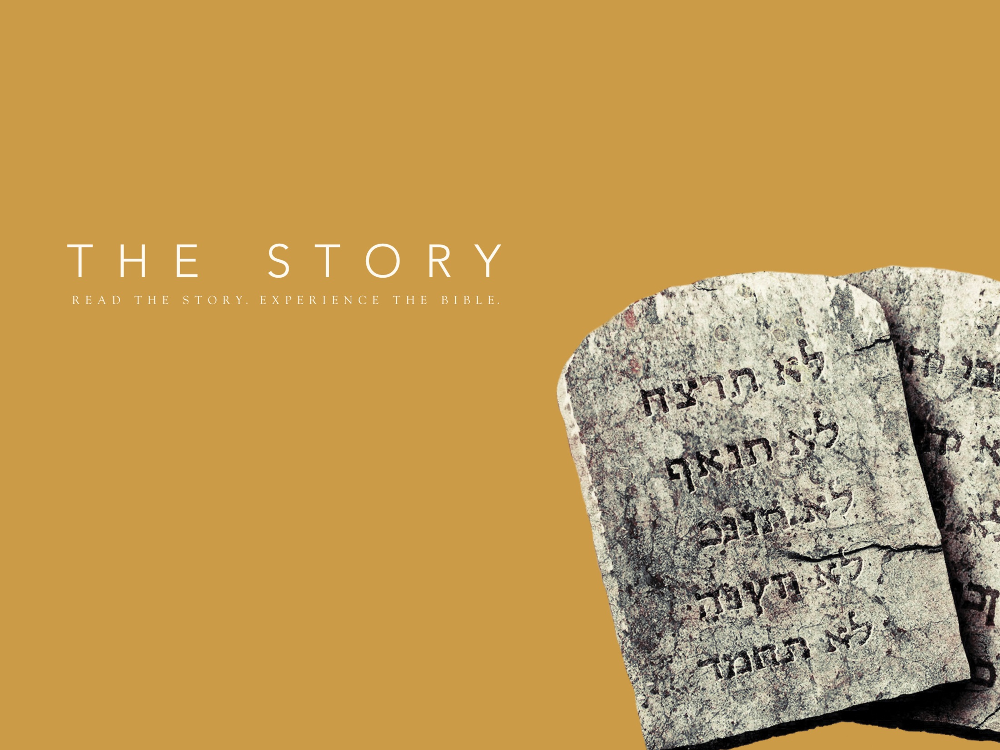 THE STORY
READ THE STORY. EXPERIENCE THE BIBLE.
לא תרצח
לא תנאף
לא תגנב
לא תענה
לא תחמד